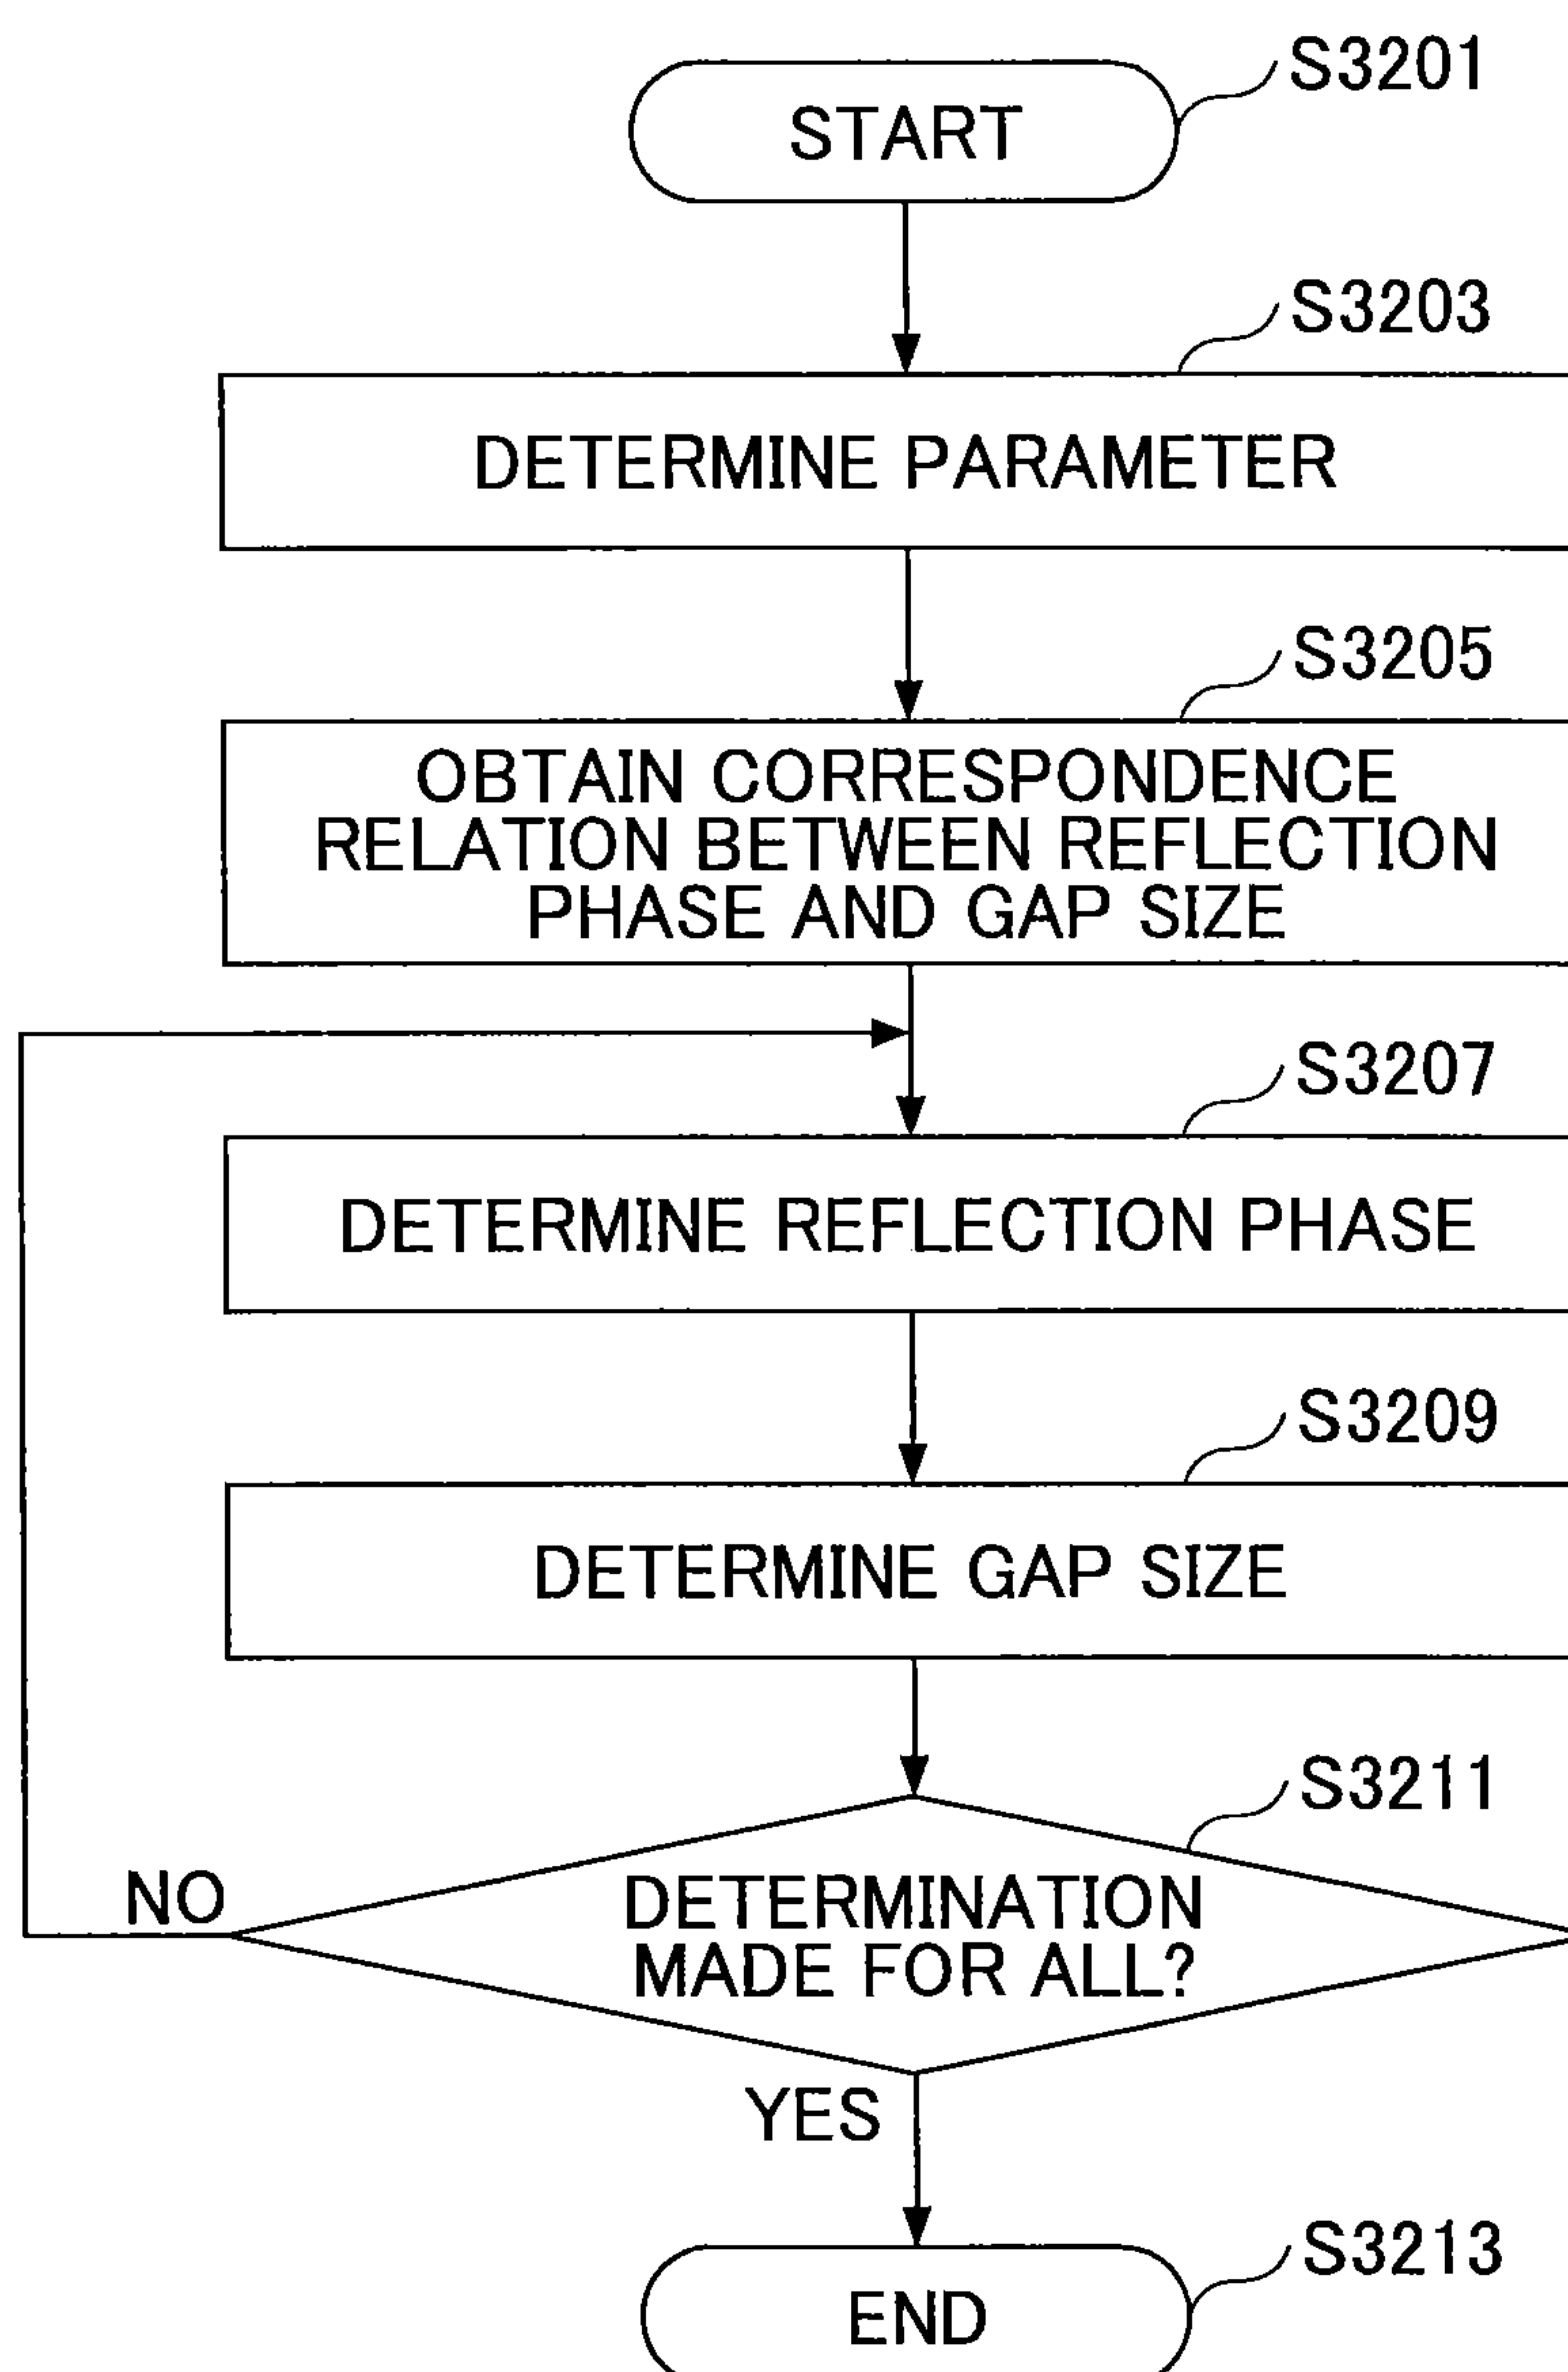 S3201
START
S3203
DETERMINE PARAMETER
S3205
OBTAIN CORRESPONDENCE
RELATION BETWEEN REFLECTION
PHASE AND GAP SIZE
S3207
DETERMINE REFLECTION PHASE
S3209
DETERMINE GAP SIZE
S3211
DETERMINATION
MADE FOR ALL?
NO
YES
S3213
END